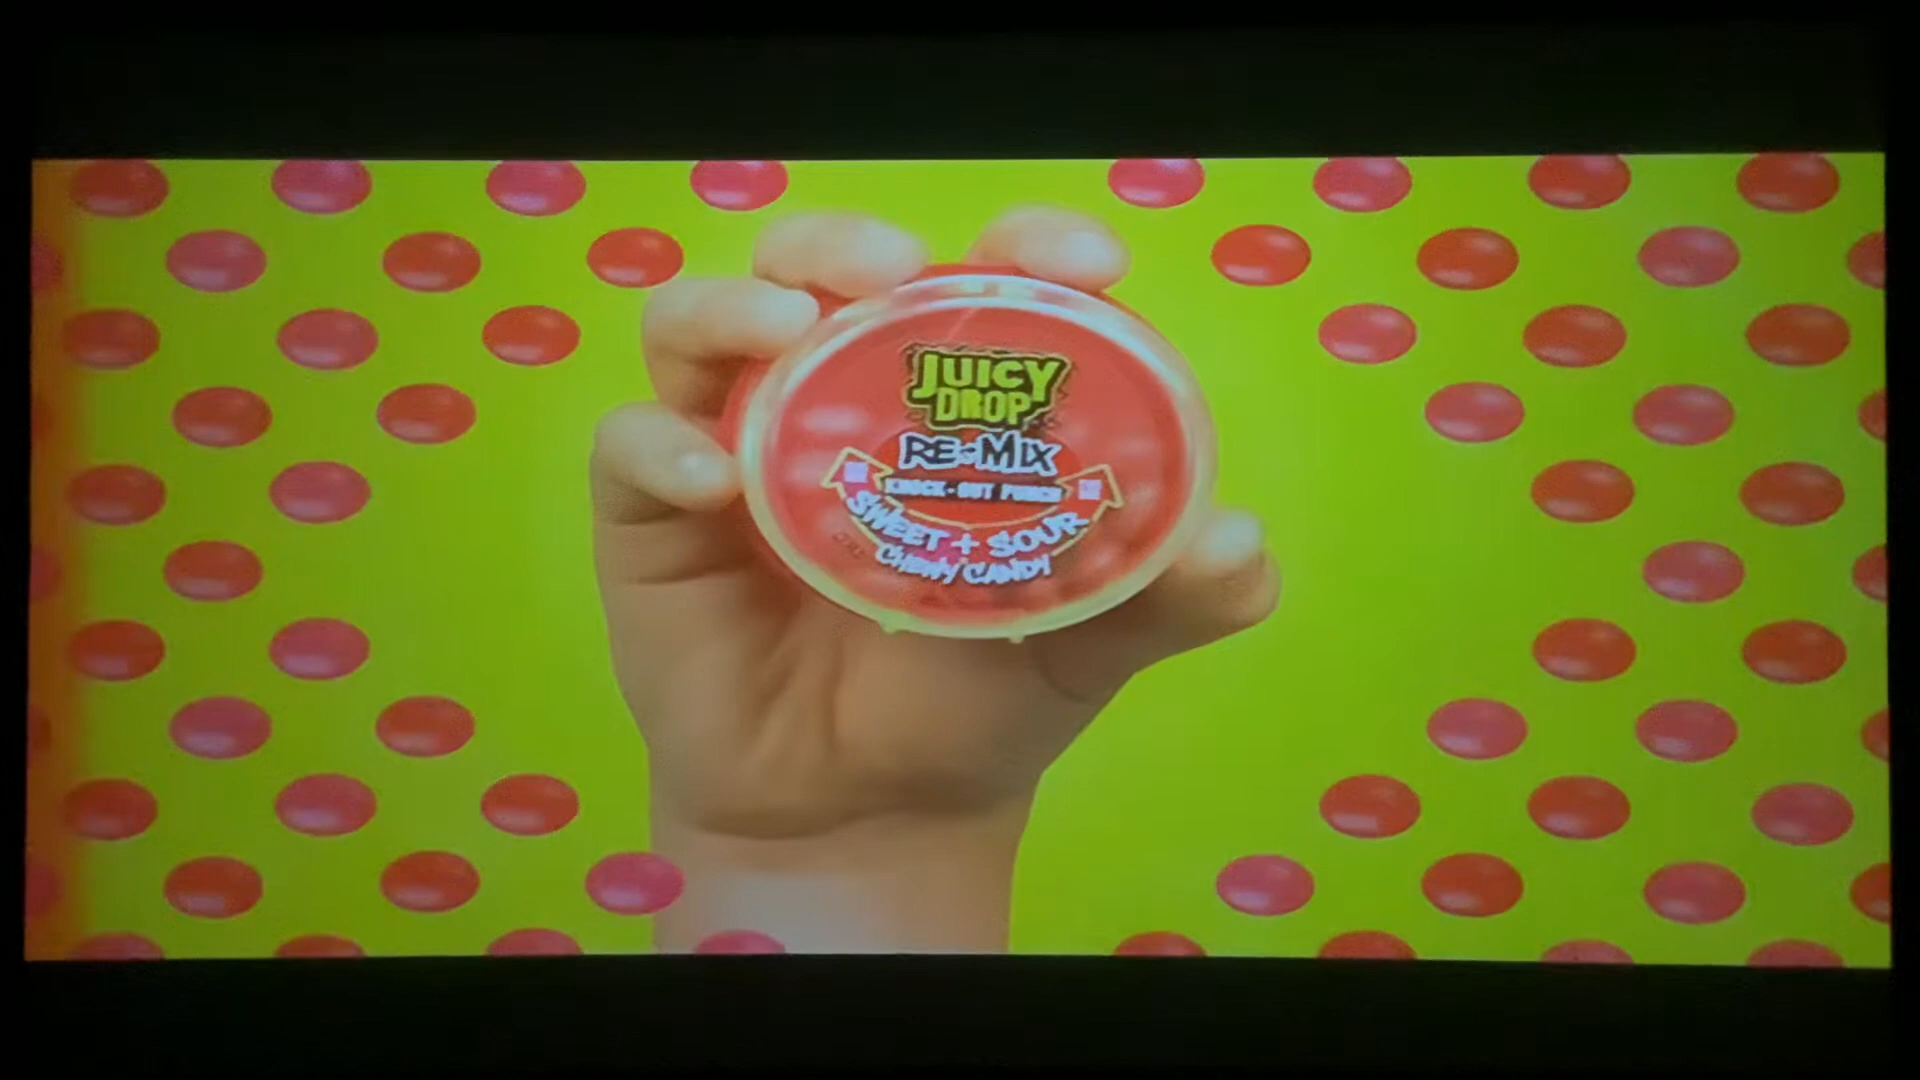 JUICY
DROP
RE-MIX
KNOCK-OUT PUNCH
SWEET + SOUR
CHEWY CANDY